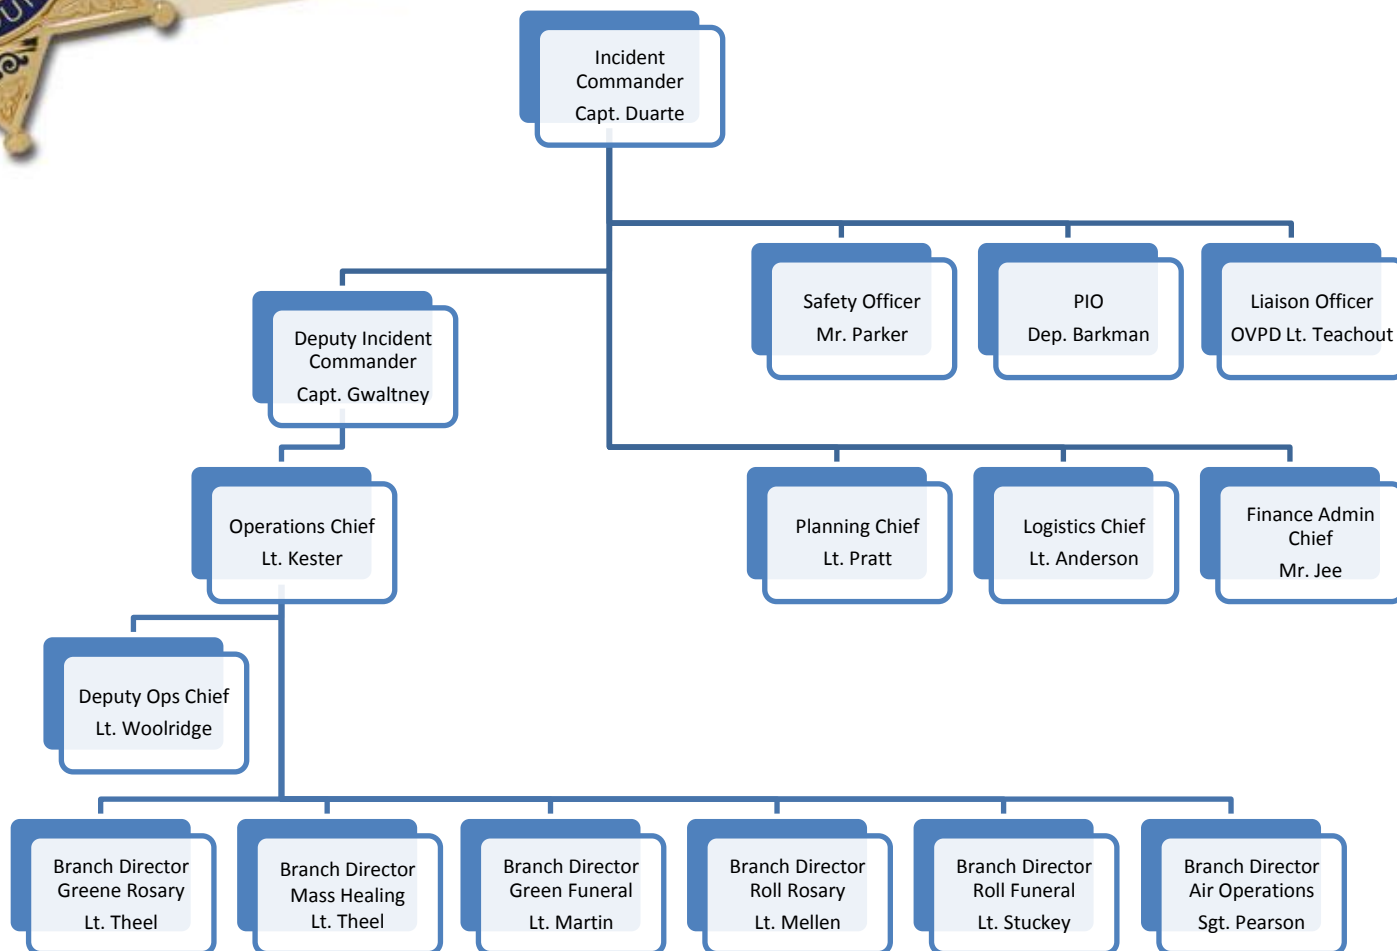 Incident
Commander
Capt. Duarte
Safety Officer
Mr. Parker
PIO
Dep. Barkman
Liaison Officer
OVPD Lt. Teachout
Deputy Incident
Commander
Capt. Gwaltney
Operations Chief
Lt. Kester
Planning Chief
Lt. Pratt
Logistics Chief
Lt. Anderson
Finance Admin
Chief
Mr. Jee
Deputy Ops Chief
Lt. Woolridge
Branch Director
Greene Rosary
Lt. Theel
Branch Director
Mass Healing
Lt. Theel
Branch Director
Green Funeral
Lt. Martin
Branch Director
Roll Rosary
Lt. Mellen
Branch Director
Roll Funeral
Lt. Stuckey
Branch Director
Air Operations
Sgt. Pearson